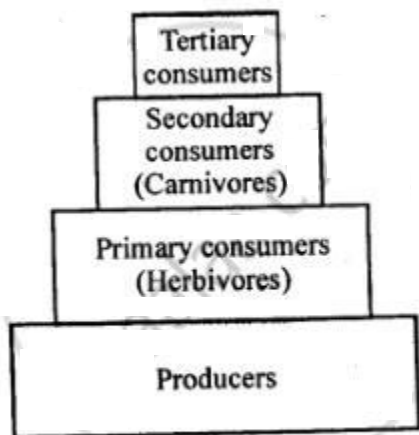 Tertiary
consumers
Secondary
consumers
(Carnivores)
Primary consumers
(Herbivores)
Producers